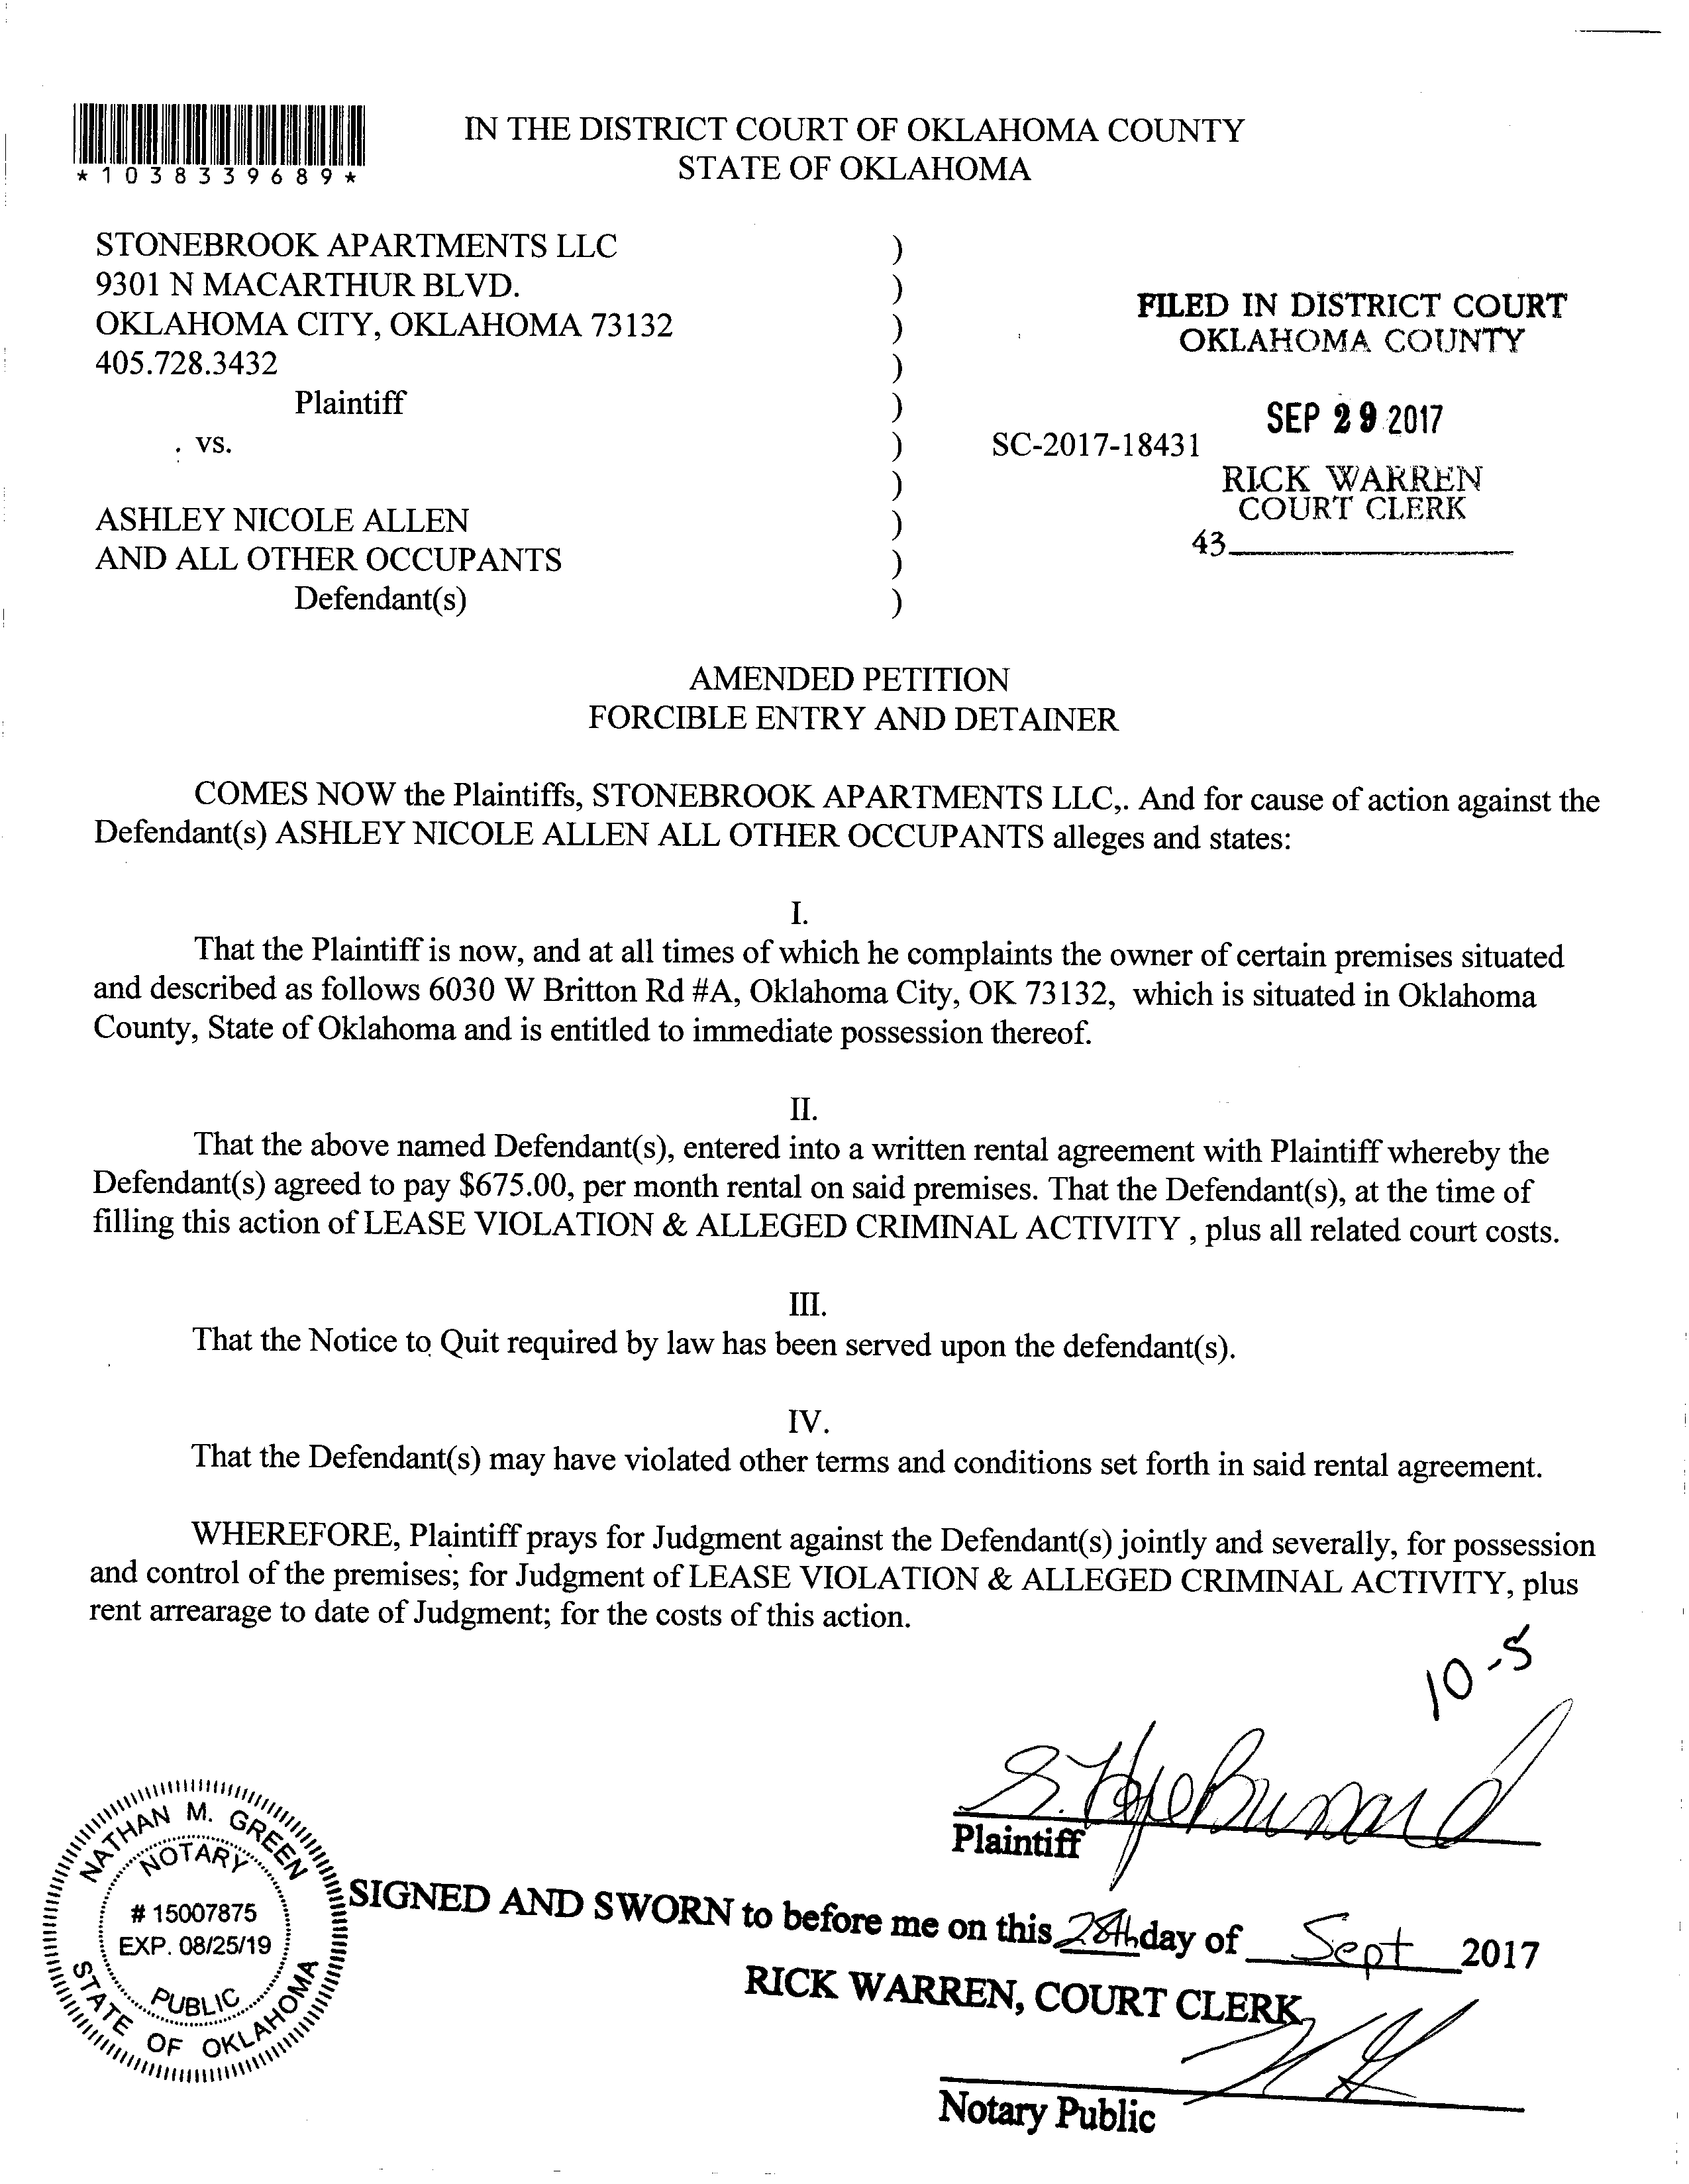 IN THE DISTRICT COURT OF OKLAHOMA COUNTY
STATE OF OKLAHOMA
*1038339689*
STONEBROOK APARTMENTS LLC )
9301 N MACARTHUR BLVD. )
OKLAHOMA CITY, OKLAHOMA 73132 )
405.728.3432 )
Plaintiff )
vs. ) SC-2017-18431
)
ASHLEY NICOLE ALLEN )
AND ALL OTHER OCCUPANTS )
Defendant(s) )
FILED IN DISTRICT COURT
OKLAHOMA COUNTY
SEP 29 2017
RICK WARREN
COURT CLERK
43
AMENDED PETITION
FORCIBLE ENTRY AND DETAINER
COMES NOW the Plaintiffs, STONEBROOK APARTMENTS LLC,. And for cause of action against the
Defendant(s) ASHLEY NICOLE ALLEN ALL OTHER OCCUPANTS alleges and states:
I.
That the Plaintiff is now, and at all times of which he complaints the owner of certain premises situated
and described as follows 6030 W Britton Rd #A, Oklahoma City, OK 73132, which is situated in Oklahoma
County, State of Oklahoma and is entitled to immediate possession thereof.
II.
That the above named Defendant(s), entered into a written rental agreement with Plaintiff whereby the
Defendant(s) agreed to pay $675.00, per month rental on said premises. That the Defendant(s), at the time of
filling this action of LEASE VIOLATION & ALLEGED CRIMINAL ACTIVITY , plus all related court costs.
III.
That the Notice to Quit required by law has been served upon the defendant(s).
IV.
That the Defendant(s) may have violated other terms and conditions set forth in said rental agreement.
WHEREFORE, Plaintiff prays for Judgment against the Defendant(s) jointly and severally, for possession
and control of the premises; for Judgment of LEASE VIOLATION & ALLEGED CRIMINAL ACTIVITY, plus
rent arrearage to date of Judgment; for the costs of this action.
10-5
Plaintiff
NATHAN M. GREEN
NOTARY
# 15007875
EXP. 08/25/19
PUBLIC
STATE OF OKLAHOMA
SIGNED AND SWORN to before me on this 28th day of Sept 2017
RICK WARREN, COURT CLERK
Notary Public